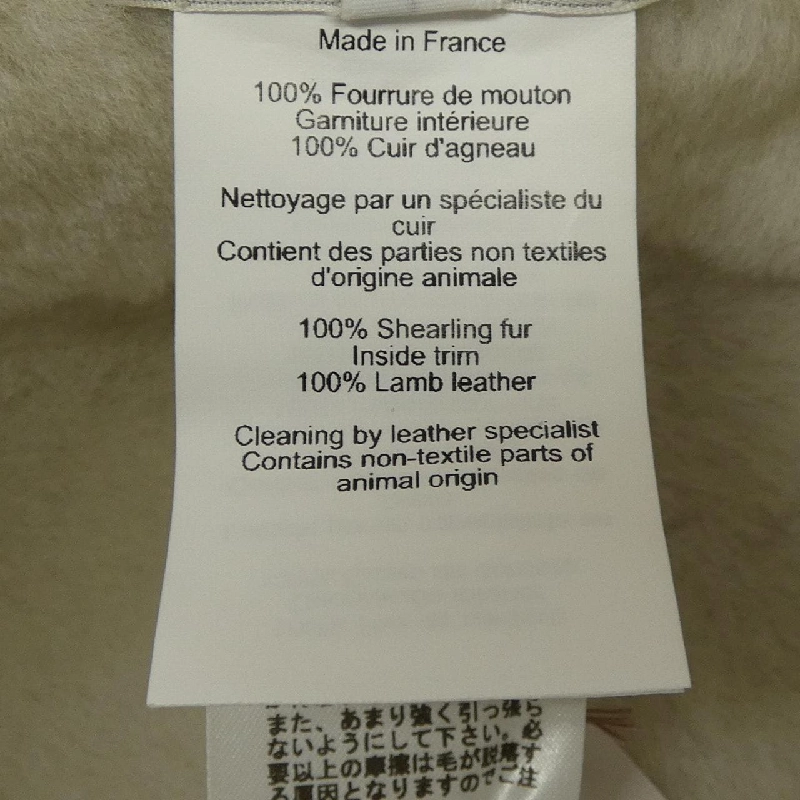 Made in France
100% Fourrure de mouton
Garniture intérieure
100% Cuir d'agneau
Nettoyage par un spécialiste du
cuir
Contient des parties non textiles
d'origine animale
100% Shearling fur
Inside trim
100% Lamb leather
Cleaning by leather specialist
Contains non-textile parts of
animal origin
また、あまり強く引っ張ら
ないようにして下さい。必
要以上の摩擦は毛が脱落す
る原因となりますのでご注